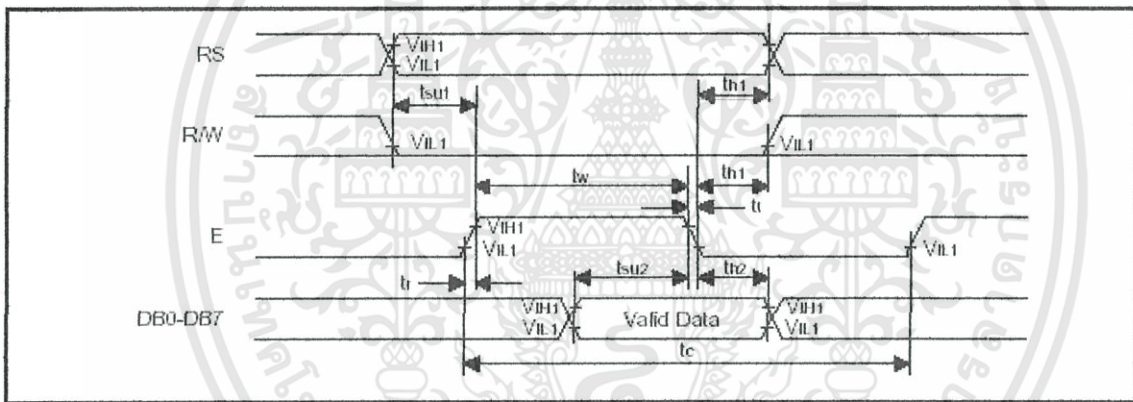 RS
VIH1
VIL1
tsu1
th1
R/W
VIL1
VIL1
tw
th1
tf
E
VIH1
VIL1
VIL1
tr
tsu2
th2
DB0-DB7
VIH1
VIL1
Valid Data
VIH1
VIL1
tc